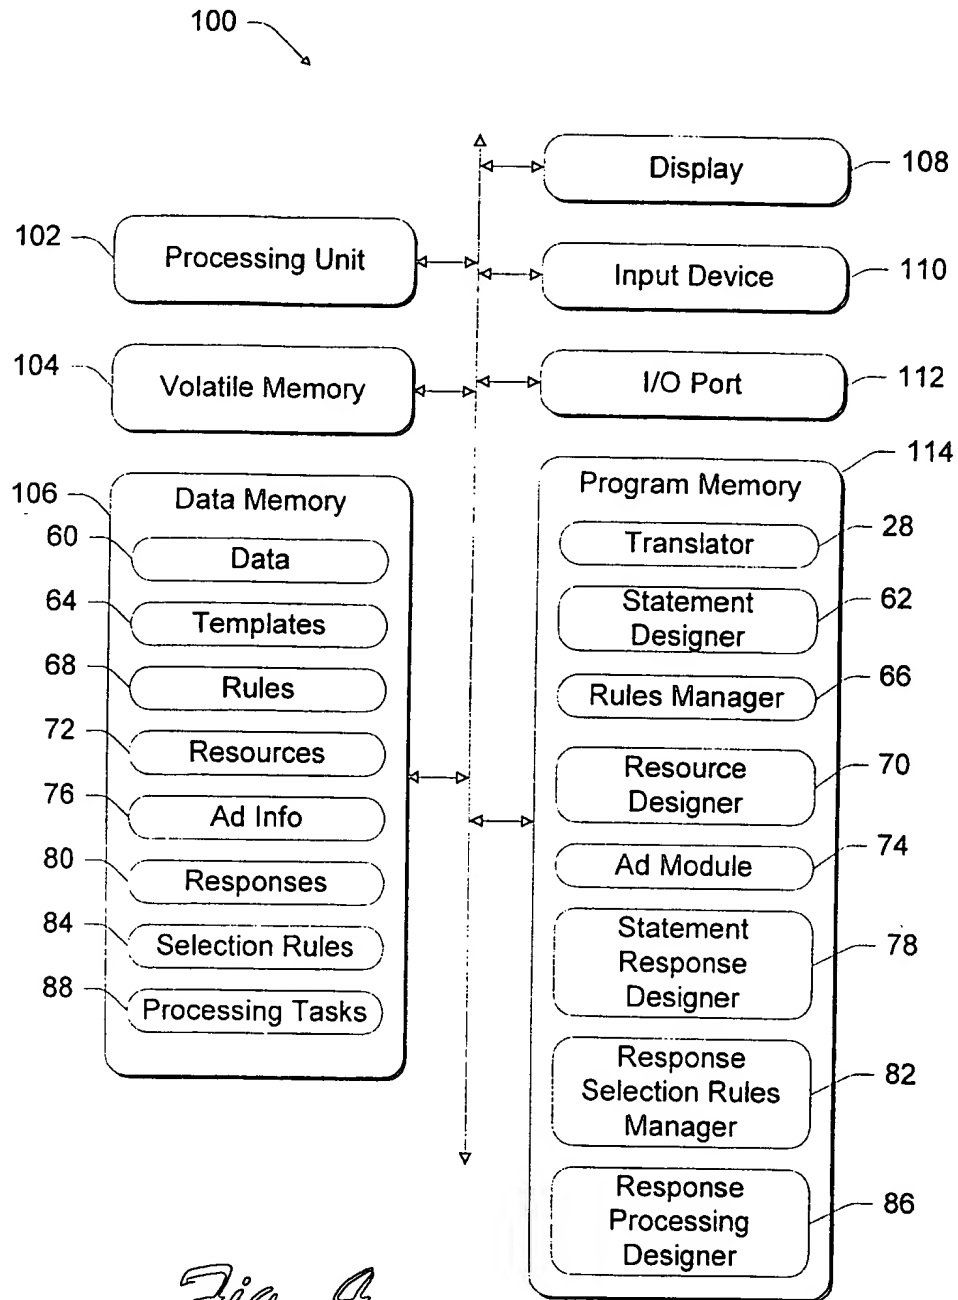 100
Display
108
102
Processing Unit
Input Device
110
104
Volatile Memory
I/O Port
112
106
Data Memory
60
Data
64
Templates
68
Rules
72
Resources
76
Ad Info
80
Responses
84
Selection Rules
88
Processing Tasks
114
Program Memory
Translator
28
Statement
Designer
62
Rules Manager
66
Resource
Designer
70
Ad Module
74
Statement
Response
Designer
78
Response
Selection Rules
Manager
82
Response
Processing
Designer
86
Fig.